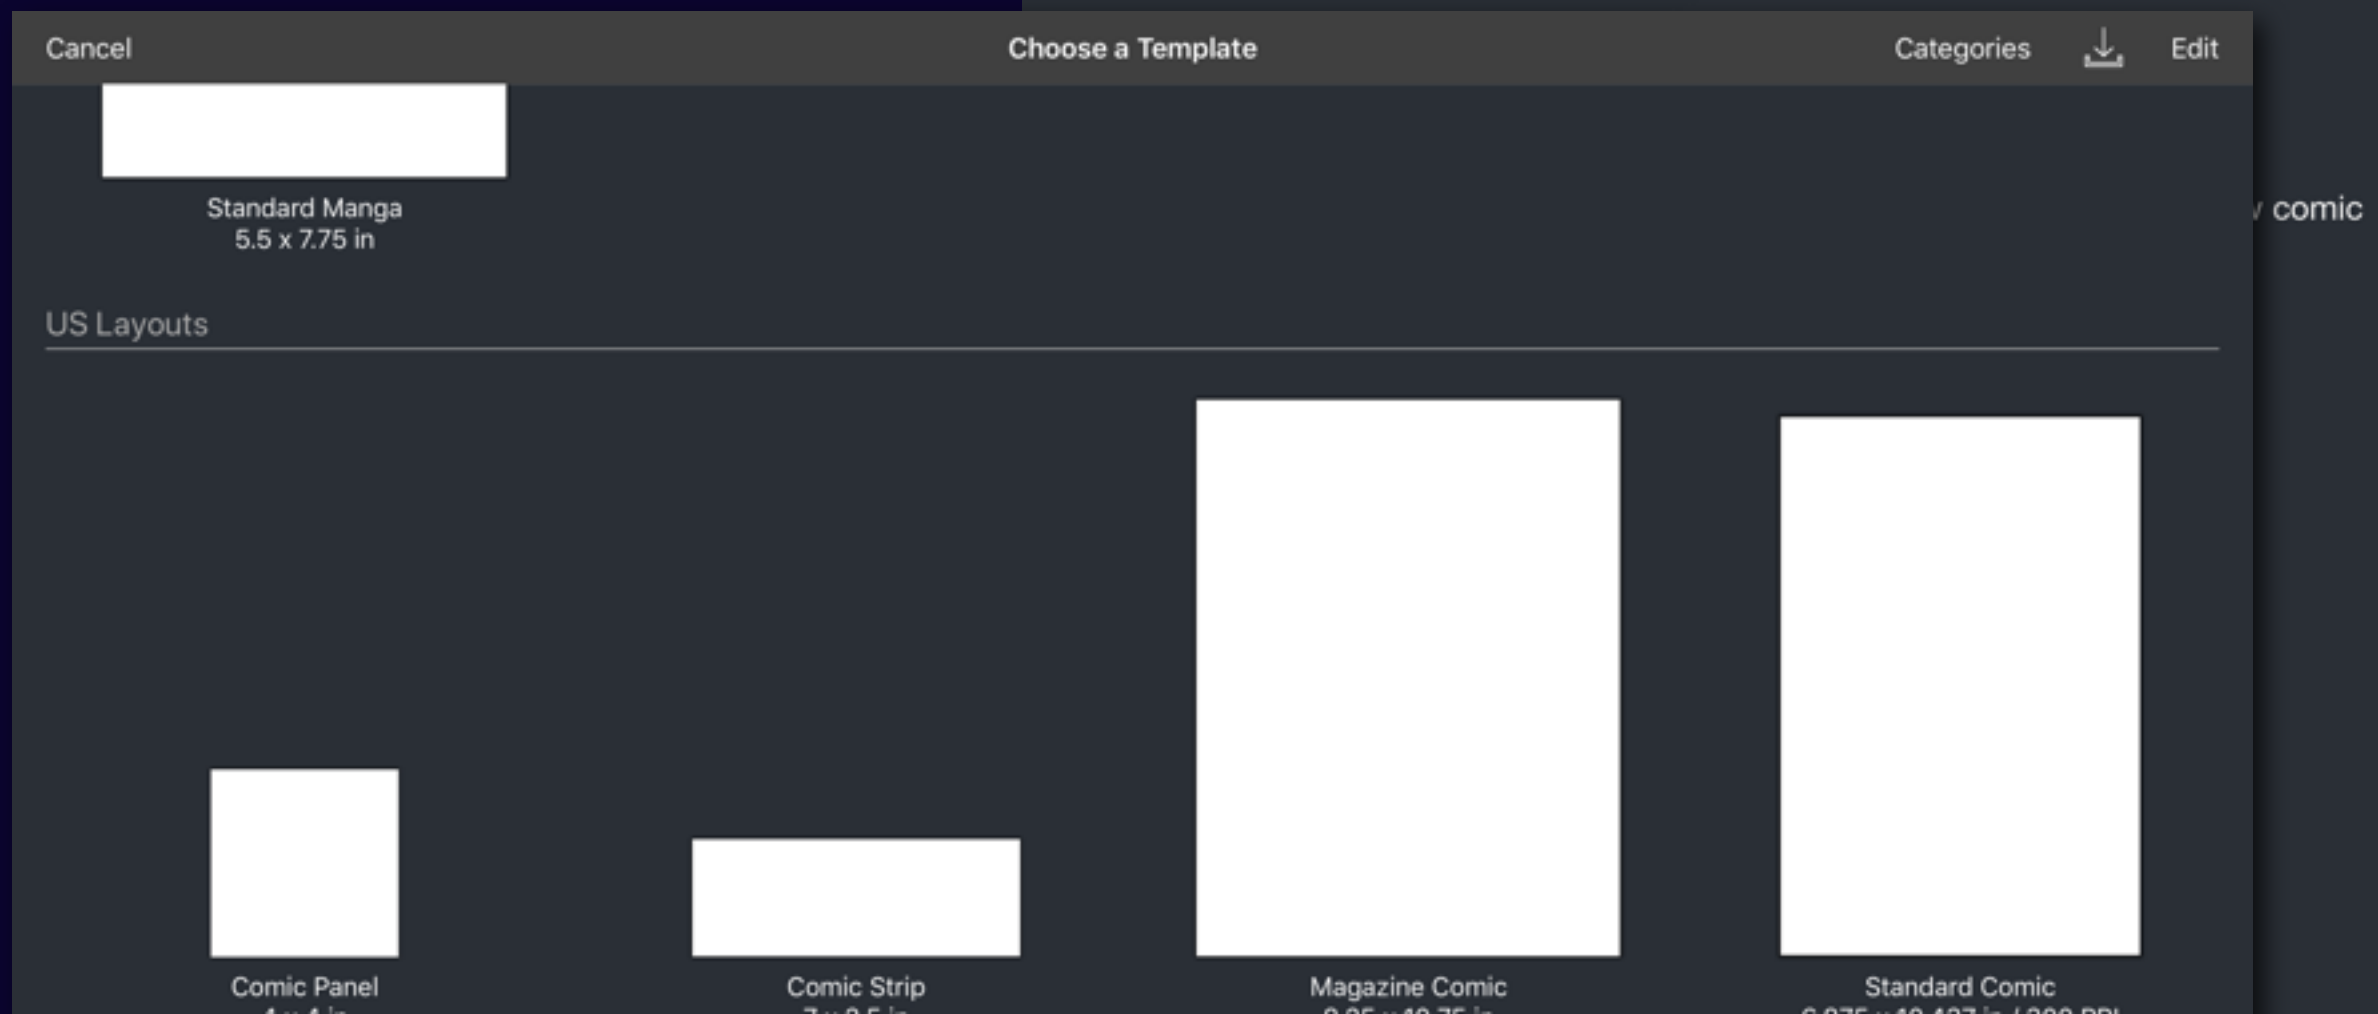 Cancel
Choose a Template
Categories
Edit
Standard Manga
5.5 x 7.75 in
comic
US Layouts
Comic Panel
Comic Strip
Magazine Comic
Standard Comic